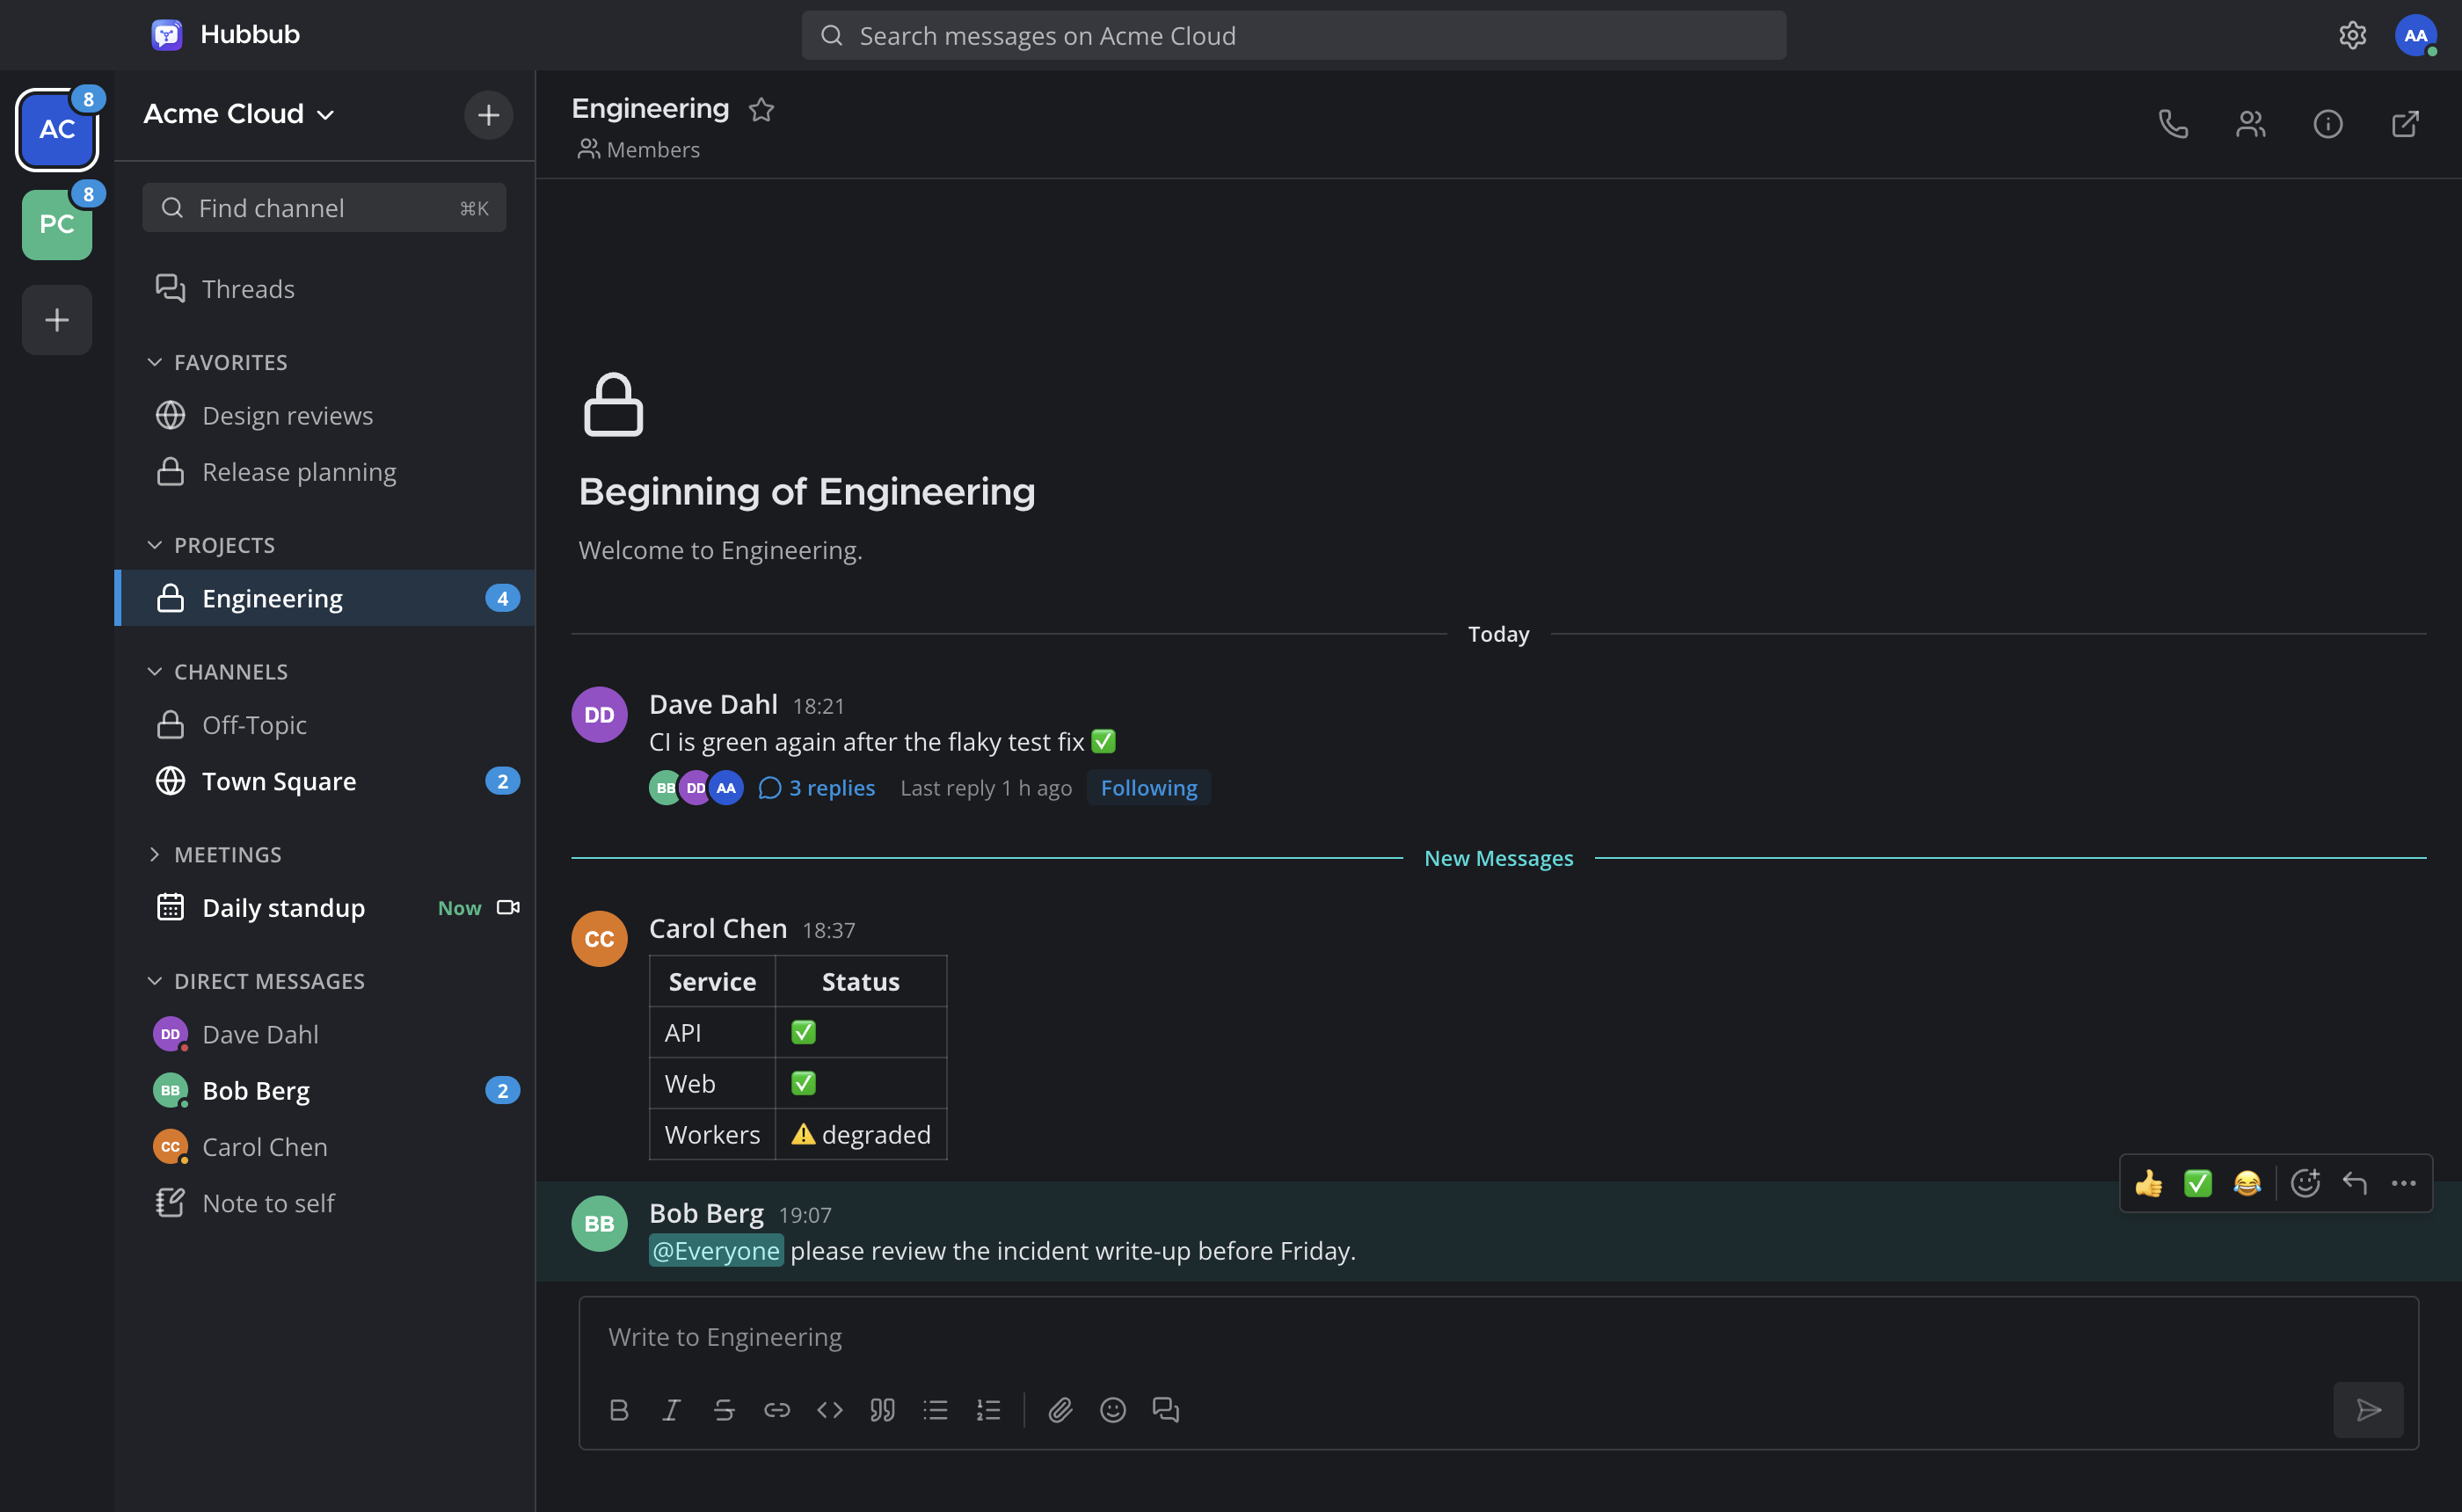 Hubbub
Search messages on Acme Cloud
AA
AC
8
PC
8
Acme Cloud
Find channel
⌘K
Threads
FAVORITES
Design reviews
Release planning
PROJECTS
Engineering
4
CHANNELS
Off-Topic
Town Square
2
MEETINGS
Daily standup
Now
DIRECT MESSAGES
DD
Dave Dahl
BB
Bob Berg
2
CC
Carol Chen
Note to self
Engineering
Members
Beginning of Engineering
Welcome to Engineering.
Today
DD
Dave Dahl 18:21
CI is green again after the flaky test fix ✅
BB DD AA 3 replies Last reply 1 h ago Following
New Messages
CC
Carol Chen 18:37
Service Status
API ✅
Web ✅
Workers ⚠️ degraded
BB
Bob Berg 19:07
@Everyone please review the incident write-up before Friday.
Write to Engineering